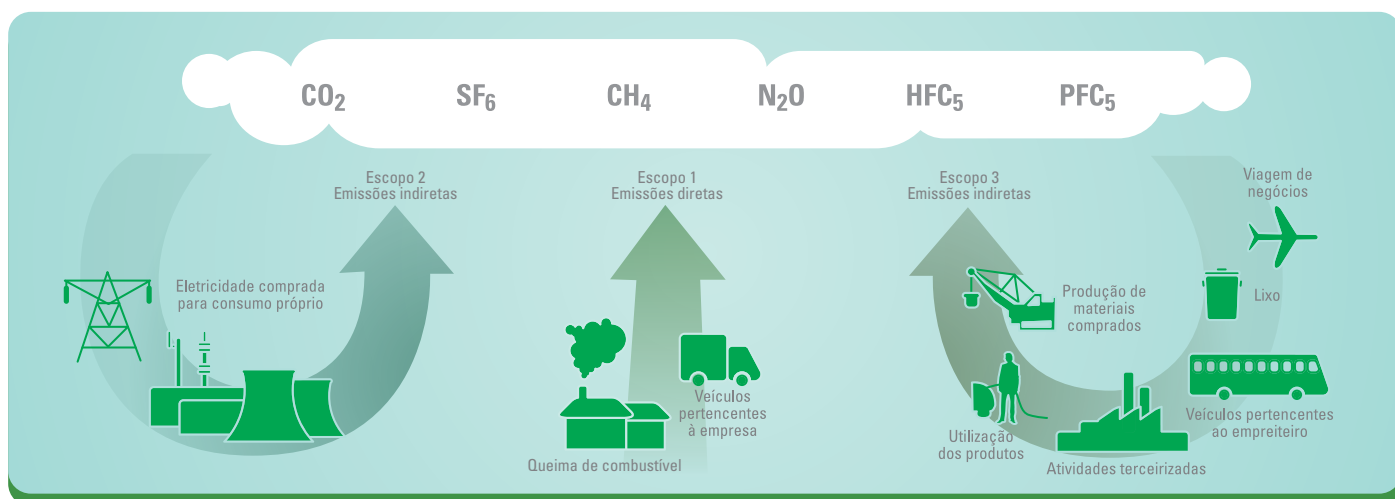 CO₂ SF₆ CH₄ N₂O HFC₅ PFC₅
Escopo 2
Emissões indiretas
Escopo 1
Emissões diretas
Escopo 3
Emissões indiretas
Viagem de
negócios
Eletricidade comprada
para consumo próprio
Produção de
materiais
comprados
Lixo
Veículos
pertencentes
à empresa
Queima de combustível
Utilização
dos produtos
Atividades terceirizadas
Veículos pertencentes
ao empreiteiro